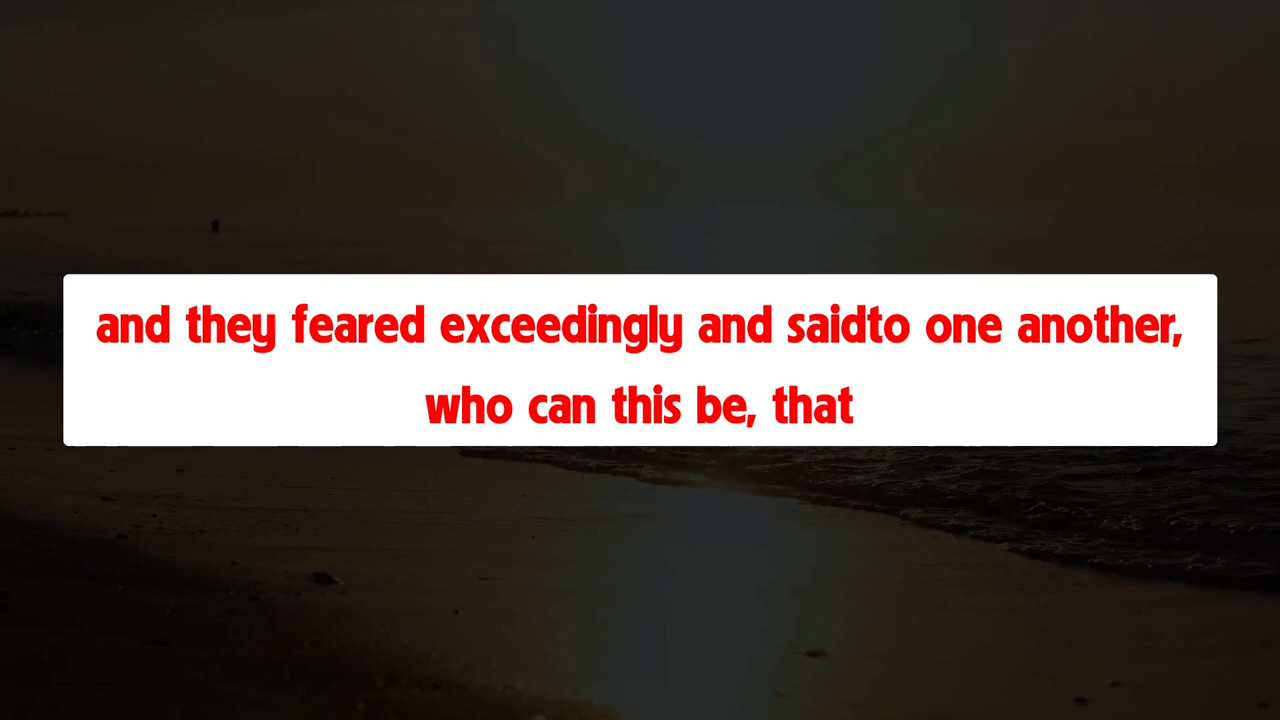 and they feared exceedingly and saidto one another,
who can this be, that